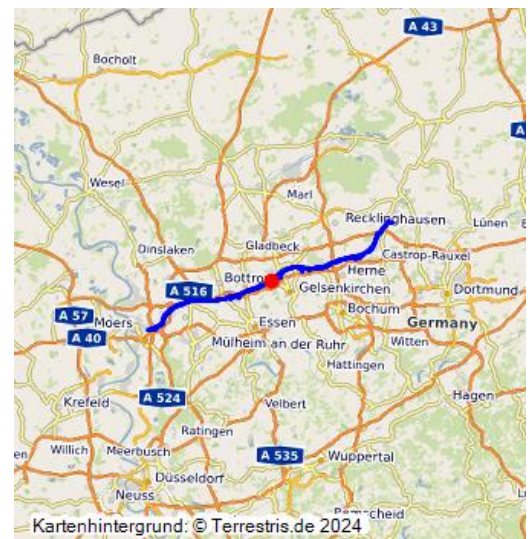 A 43
Bocholt
A
Wesel
Marl
Recklinghausen
Lünen
Dinslaken
Gladbeck
Castrop-Rauxel
Bottro
Herne
A 516
Gelsenkirchen
Dortmund
A 57
Moers
Essen
Bochum
Germany
A 40
Mülheim an der Ruhr
Witten
Hattingen
Krefeld
A 524
Velbert
Hagen
Ratingen
Willich
Meerbusch
A 535
Wuppertal
Düsseldorf
Neuss
Remscheid
Kartenhintergrund: © Terrestris.de 2024